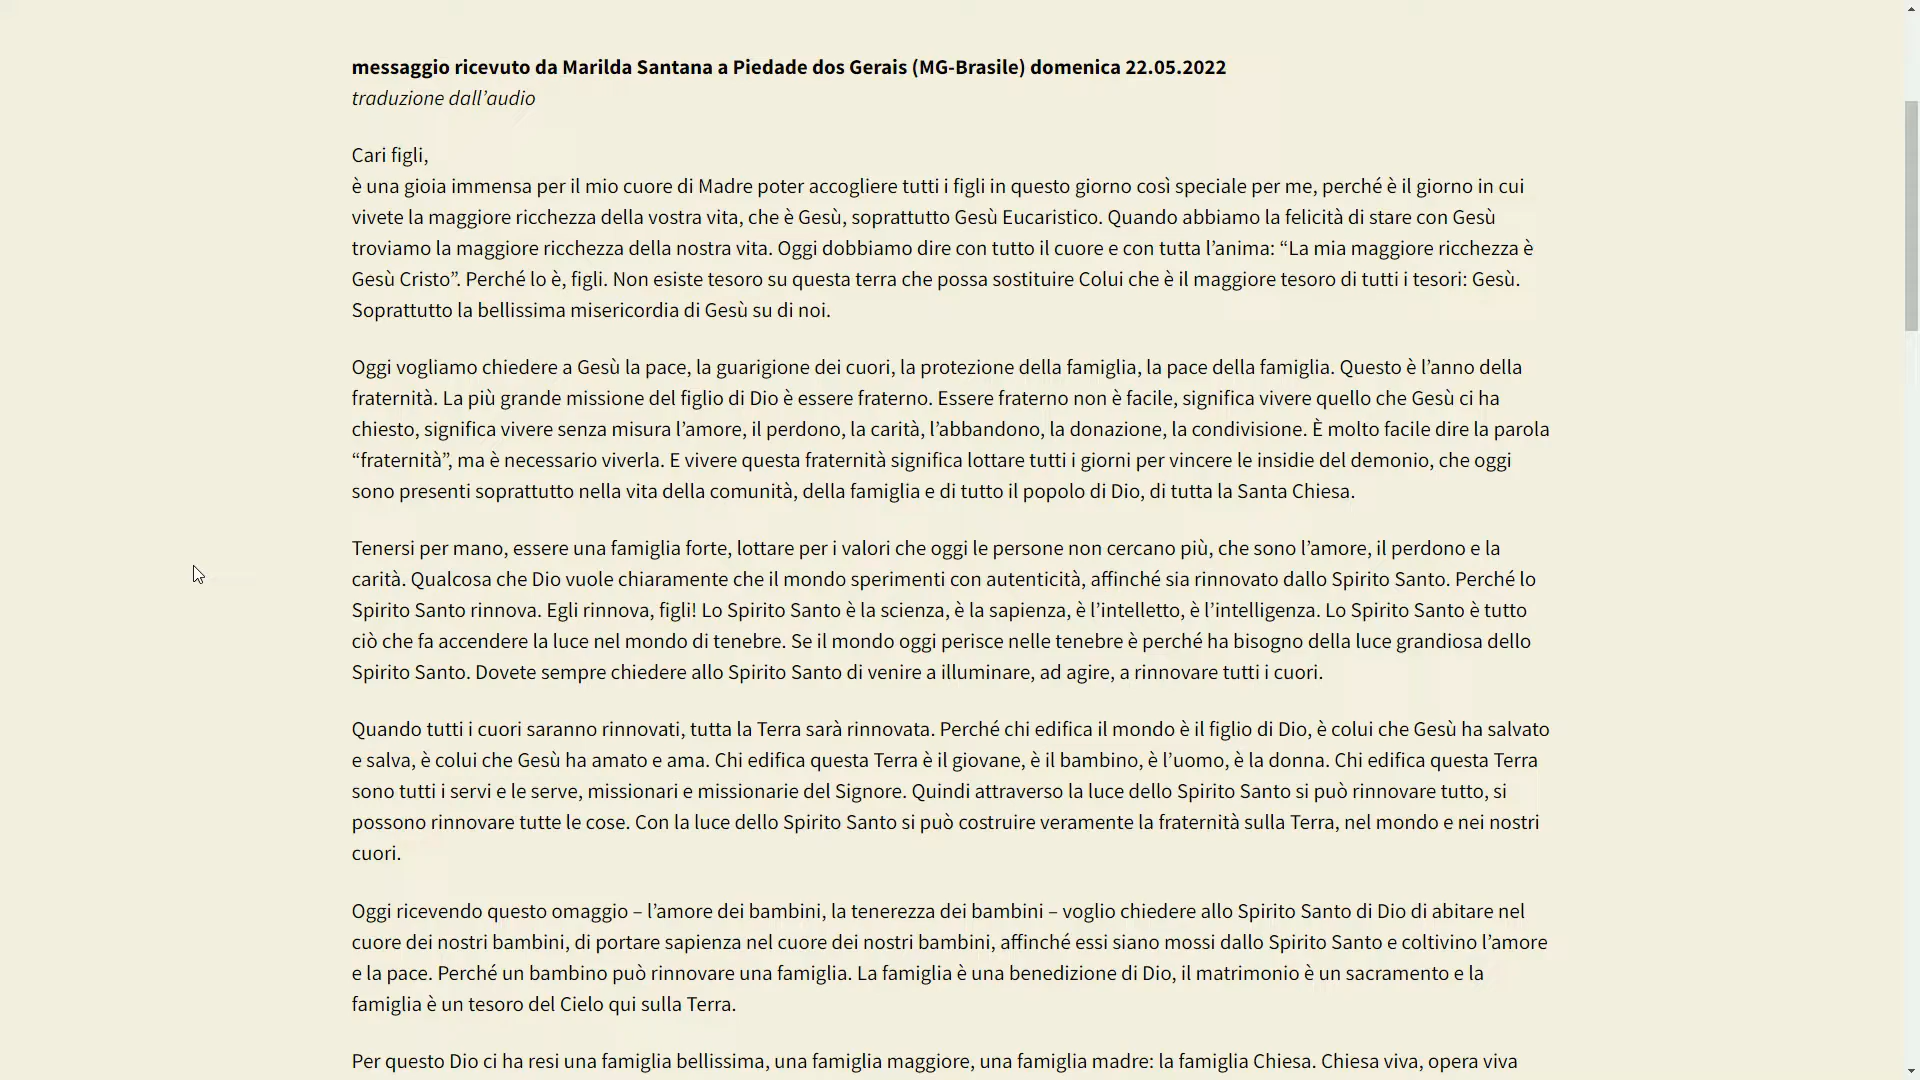 messaggio ricevuto da Marilda Santana a Piedade dos Gerais (MG-Brasile) domenica 22.05.2022
traduzione dall’audio
Cari figli,
è una gioia immensa per il mio cuore di Madre poter accogliere tutti i figli in questo giorno così speciale per me, perché è il giorno in cui
vivete la maggiore ricchezza della vostra vita, che è Gesù, soprattutto Gesù Eucaristico. Quando abbiamo la felicità di stare con Gesù
troviamo la maggiore ricchezza della nostra vita. Oggi dobbiamo dire con tutto il cuore e con tutta l’anima: “La mia maggiore ricchezza è
Gesù Cristo”. Perché lo è, figli. Non esiste tesoro su questa terra che possa sostituire Colui che è il maggiore tesoro di tutti i tesori: Gesù.
Soprattutto la bellissima misericordia di Gesù su di noi.
Oggi vogliamo chiedere a Gesù la pace, la guarigione dei cuori, la protezione della famiglia, la pace della famiglia. Questo è l’anno della
fraternità. La più grande missione del figlio di Dio è essere fraterno. Essere fraterno non è facile, significa vivere quello che Gesù ci ha
chiesto, significa vivere senza misura l’amore, il perdono, la carità, l’abbandono, la donazione, la condivisione. È molto facile dire la parola
“fraternità”, ma è necessario viverla. E vivere questa fraternità significa lottare tutti i giorni per vincere le insidie del demonio, che oggi
sono presenti soprattutto nella vita della comunità, della famiglia e di tutto il popolo di Dio, di tutta la Santa Chiesa.
Tenersi per mano, essere una famiglia forte, lottare per i valori che oggi le persone non cercano più, che sono l’amore, il perdono e la
carità. Qualcosa che Dio vuole chiaramente che il mondo sperimenti con autenticità, affinché sia rinnovato dallo Spirito Santo. Perché lo
Spirito Santo rinnova. Egli rinnova, figli! Lo Spirito Santo è la scienza, è la sapienza, è l’intelletto, è l’intelligenza. Lo Spirito Santo è tutto
ciò che fa accendere la luce nel mondo di tenebre. Se il mondo oggi perisce nelle tenebre è perché ha bisogno della luce grandiosa dello
Spirito Santo. Dovete sempre chiedere allo Spirito Santo di venire a illuminare, ad agire, a rinnovare tutti i cuori.
Quando tutti i cuori saranno rinnovati, tutta la Terra sarà rinnovata. Perché chi edifica il mondo è il figlio di Dio, è colui che Gesù ha salvato
e salva, è colui che Gesù ha amato e ama. Chi edifica questa Terra è il giovane, è il bambino, è l’uomo, è la donna. Chi edifica questa Terra
sono tutti i servi e le serve, missionari e missionarie del Signore. Quindi attraverso la luce dello Spirito Santo si può rinnovare tutto, si
possono rinnovare tutte le cose. Con la luce dello Spirito Santo si può costruire veramente la fraternità sulla Terra, nel mondo e nei nostri
cuori.
Oggi ricevendo questo omaggio – l’amore dei bambini, la tenerezza dei bambini – voglio chiedere allo Spirito Santo di Dio di abitare nel
cuore dei nostri bambini, di portare sapienza nel cuore dei nostri bambini, affinché essi siano mossi dallo Spirito Santo e coltivino l’amore
e la pace. Perché un bambino può rinnovare una famiglia. La famiglia è una benedizione di Dio, il matrimonio è un sacramento e la
famiglia è un tesoro del Cielo qui sulla Terra.
Per questo Dio ci ha resi una famiglia bellissima, una famiglia maggiore, una famiglia madre: la famiglia Chiesa. Chiesa viva, opera viva